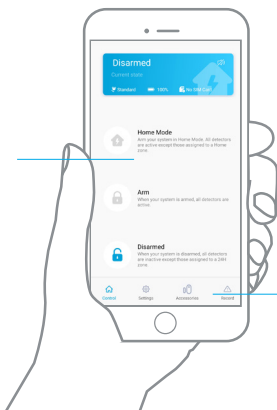 Disarmed
Current state
Standard 100% No SIM Card
Home Mode
Arm your system in Home Mode. All detectors
are active except those assigned to a Home
zone.
Arm
When your system is armed, all detectors are
active.
Disarmed
When your system is disarmed, all detectors
are inactive except those assigned to a 24H
zone.
Control Settings Accessories Record